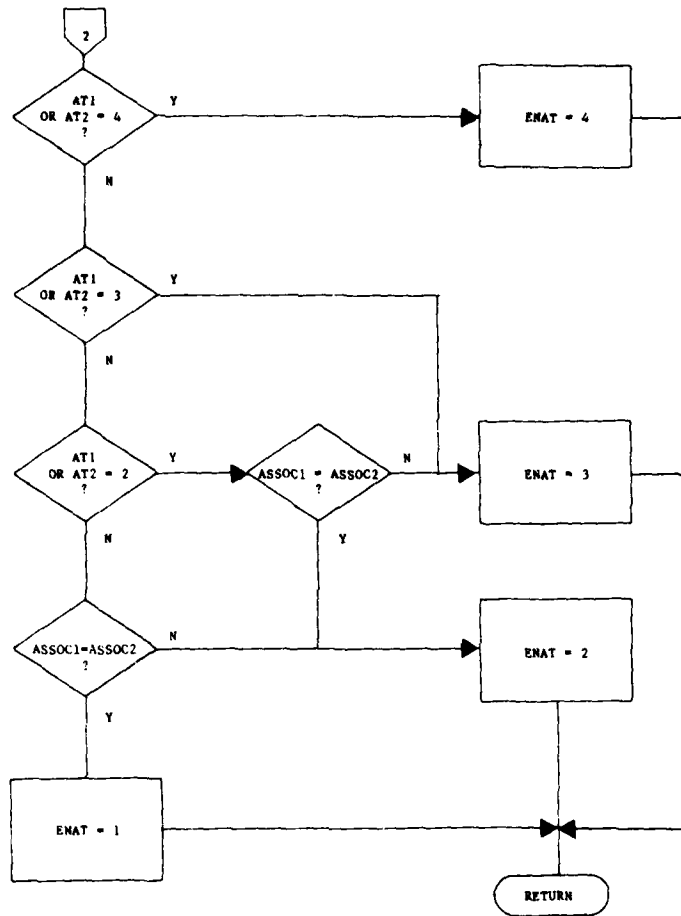 2
AT1
OR AT2 = 4
?
Y
ENAT = 4
N
AT1
OR AT2 = 3
?
Y
N
AT1
OR AT2 = 2
?
Y
ASSOC1 = ASSOC2
?
N
ENAT = 3
N
Y
ASSOC1=ASSOC2
?
N
ENAT = 2
Y
ENAT = 1
RETURN